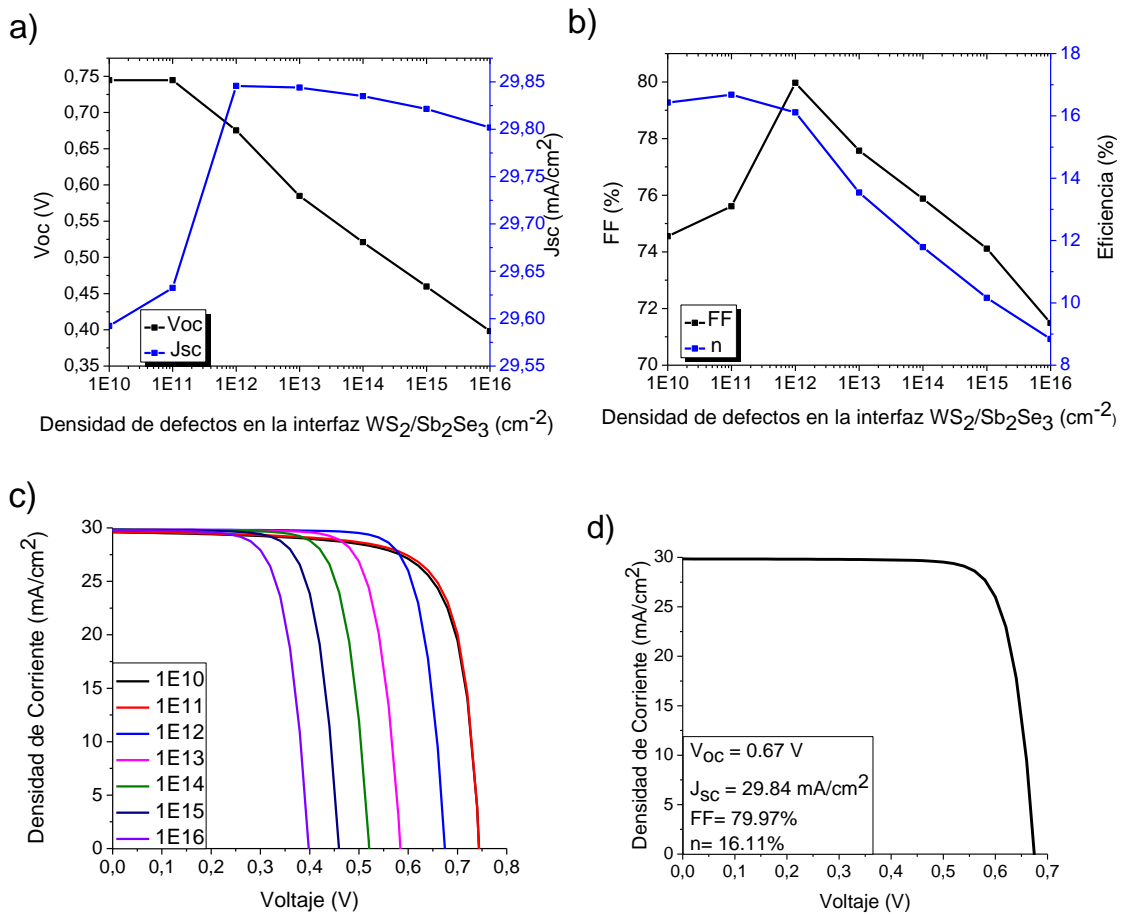 a)
0,75
0,70
0,65
0,60
0,55
0,50
0,45
0,40
0,35
Voc (V)
Voc
Jsc
29,85
29,80
29,75
29,70
29,65
29,60
29,55
Jsc (mA/cm2)
1E10 1E11 1E12 1E13 1E14 1E15 1E16
Densidad de defectos en la interfaz WS2/Sb2Se3 (cm-2)
b)
80
78
76
74
72
70
FF (%)
FF
n
18
16
14
12
10
8
Eficiencia (%)
1E10 1E11 1E12 1E13 1E14 1E15 1E16
Densidad de defectos en la interfaz WS2/Sb2Se3 (cm-2)
c)
30
25
20
15
10
5
0
Densidad de Corriente (mA/cm2)
1E10
1E11
1E12
1E13
1E14
1E15
1E16
0,0 0,1 0,2 0,3 0,4 0,5 0,6 0,7 0,8
Voltaje (V)
d)
30
25
20
15
10
5
0
Densidad de Corriente (mA/cm2)
Voc = 0.67 V
Jsc = 29.84 mA/cm2
FF= 79.97%
n= 16.11%
0,0 0,1 0,2 0,3 0,4 0,5 0,6 0,7
Voltaje (V)